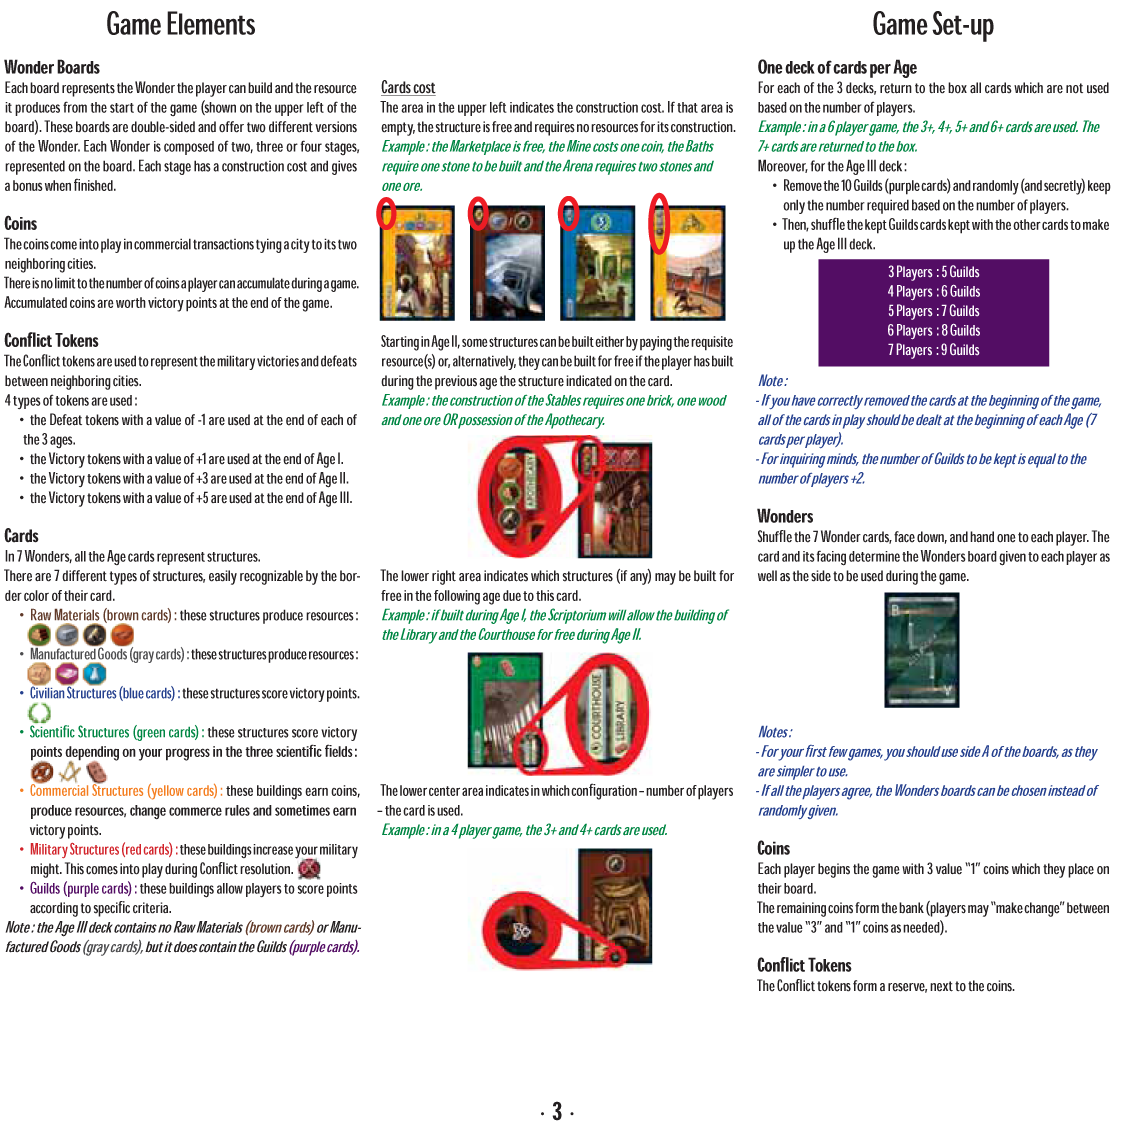 Game Elements
Wonder Boards
Each board represents the Wonder the player can build and the resource
it produces from the start of the game (shown on the upper left of the
board). These boards are double-sided and offer two different versions
of the Wonder. Each Wonder is composed of two, three or four stages,
represented on the board. Each stage has a construction cost and gives
a bonus when finished.
Coins
The coins come into play in commercial transactions tying a city to its two
neighboring cities.
There is no limit to the number of coins a player can accumulate during a game.
Accumulated coins are worth victory points at the end of the game.
Conflict Tokens
The Conflict tokens are used to represent the military victories and defeats
between neighboring cities.
4 types of tokens are used :
• the Defeat tokens with a value of -1 are used at the end of each of
the 3 ages.
• the Victory tokens with a value of +1 are used at the end of Age I.
• the Victory tokens with a value of +3 are used at the end of Age II.
• the Victory tokens with a value of +5 are used at the end of Age III.
Cards
In 7 Wonders, all the Age cards represent structures.
There are 7 different types of structures, easily recognizable by the bor-
der color of their card.
• Raw Materials (brown cards) : these structures produce resources :
• Manufactured Goods (gray cards) : these structures produce resources :
• Civilian Structures (blue cards) : these structures score victory points.
• Scientific Structures (green cards) : these structures score victory
points depending on your progress in the three scientific fields :
• Commercial Structures (yellow cards) : these buildings earn coins,
produce resources, change commerce rules and sometimes earn
victory points.
• Military Structures (red cards) : these buildings increase your military
might. This comes into play during Conflict resolution.
• Guilds (purple cards) : these buildings allow players to score points
according to specific criteria.
Note : the Age III deck contains no Raw Materials (brown cards) or Manu-
factured Goods (gray cards), but it does contain the Guilds (purple cards).
Cards cost
The area in the upper left indicates the construction cost. If that area is
empty, the structure is free and requires no resources for its construction.
Example : the Marketplace is free, the Mine costs one coin, the Baths
require one stone to be built and the Arena requires two stones and
one ore.
Starting in Age II, some structures can be built either by paying the requisite
resource(s) or, alternatively, they can be built for free if the player has built
during the previous age the structure indicated on the card.
Example : the construction of the Stables requires one brick, one wood
and one ore OR possession of the Apothecary.
APOTHECARY
The lower right area indicates which structures (if any) may be built for
free in the following age due to this card.
Example : if built during Age I, the Scriptorium will allow the building of
the Library and the Courthouse for free during Age II.
COURTHOUSE
LIBRARY
The lower center area indicates in which configuration – number of players
– the card is used.
Example : in a 4 player game, the 3+ and 4+ cards are used.
3+
Game Set-up
One deck of cards per Age
For each of the 3 decks, return to the box all cards which are not used
based on the number of players.
Example : in a 6 player game, the 3+, 4+, 5+ and 6+ cards are used. The
7+ cards are returned to the box.
Moreover, for the Age III deck :
• Remove the 10 Guilds (purple cards) and randomly (and secretly) keep
only the number required based on the number of players.
• Then, shuffle the kept Guilds cards kept with the other cards to make
up the Age III deck.
3 Players : 5 Guilds
4 Players : 6 Guilds
5 Players : 7 Guilds
6 Players : 8 Guilds
7 Players : 9 Guilds
Note :
- If you have correctly removed the cards at the beginning of the game,
all of the cards in play should be dealt at the beginning of each Age (7
cards per player).
- For inquiring minds, the number of Guilds to be kept is equal to the
number of players +2.
Wonders
Shuffle the 7 Wonder cards, face down, and hand one to each player. The
card and its facing determine the Wonders board given to each player as
well as the side to be used during the game.
B
A
Notes :
- For your first few games, you should use side A of the boards, as they
are simpler to use.
- If all the players agree, the Wonders boards can be chosen instead of
randomly given.
Coins
Each player begins the game with 3 value “1” coins which they place on
their board.
The remaining coins form the bank (players may “make change” between
the value “3” and “1” coins as needed).
Conflict Tokens
The Conflict tokens form a reserve, next to the coins.
· 3 ·